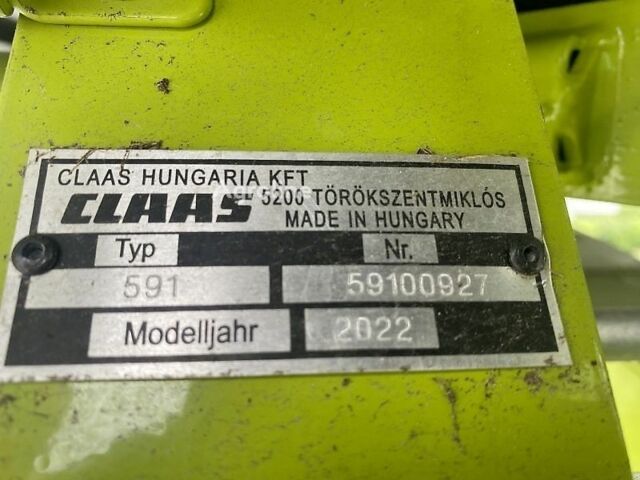 CLAAS HUNGARIA KFT
CLAAS 5200 TÖRÖKSZENTMIKLÓS
MADE IN HUNGARY
Typ Nr.
591 59100927
Modelljahr 2022